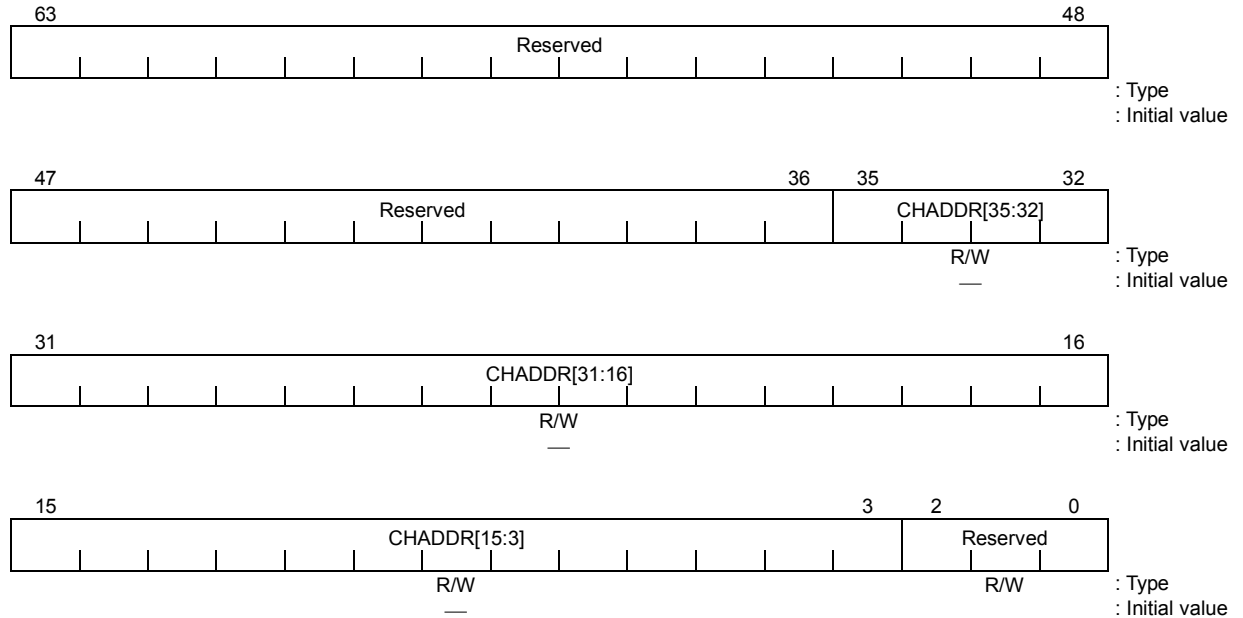 63 48
Reserved
: Type
: Initial value
47 36 35 32
Reserved CHADDR[35:32]
R/W : Type
— : Initial value
31 16
CHADDR[31:16]
R/W : Type
— : Initial value
15 3 2 0
CHADDR[15:3] Reserved
R/W R/W : Type
— : Initial value